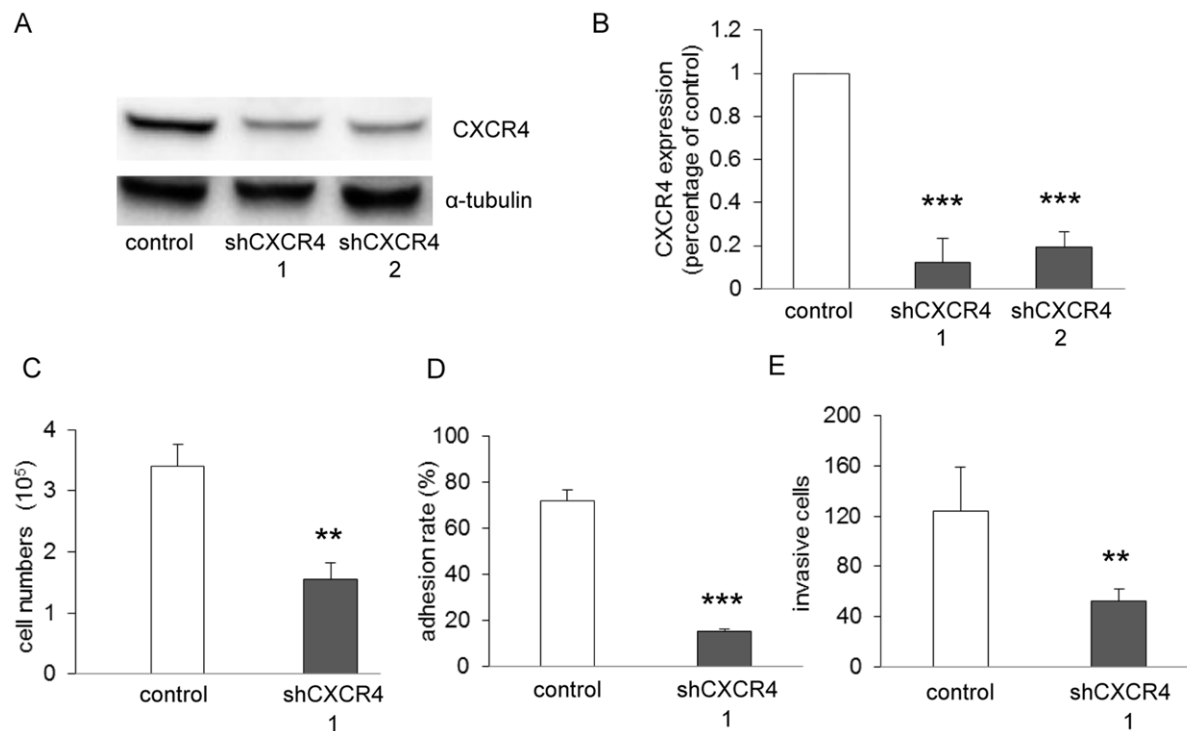 A
CXCR4
α-tubulin
control shCXCR4 shCXCR4
1 2
B
CXCR4 expression
(percentage of control)
1.2
1
0.8
0.6
0.4
0.2
0
***
***
control shCXCR4 shCXCR4
1 2
C
cell numbers (10⁵)
4
3
2
1
0
**
control shCXCR4
1
D
adhesion rate (%)
100
80
60
40
20
0
***
control shCXCR4
1
E
invasive cells
200
160
120
80
40
0
**
control shCXCR4
1